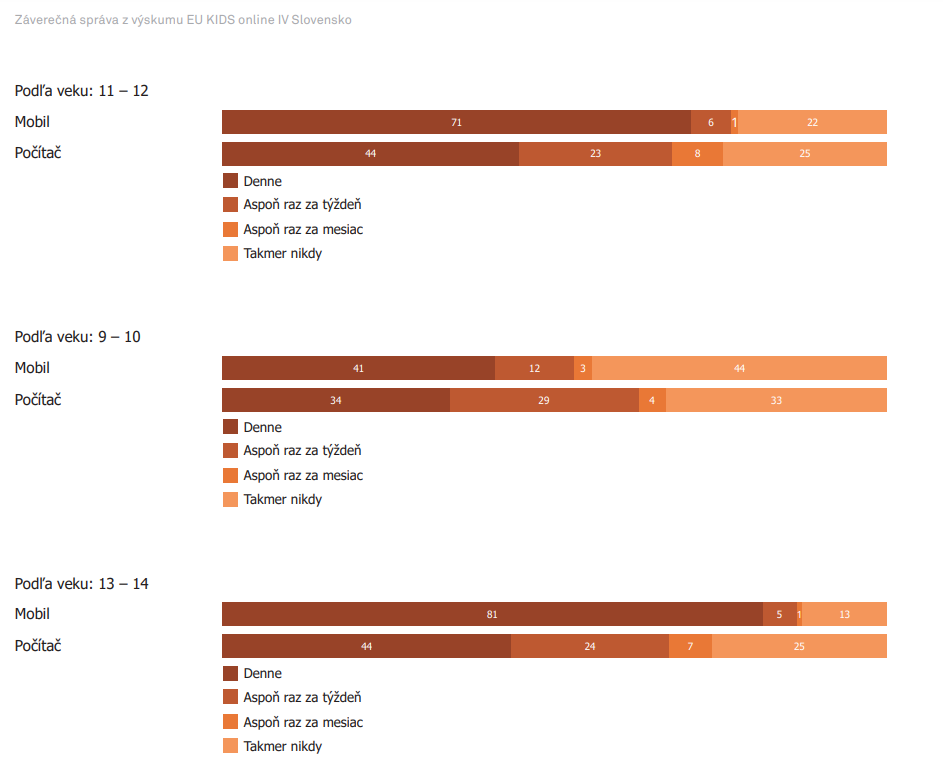 Záverečná správa z výskumu EU KIDS online IV Slovensko
Podľa veku: 11 – 12
Mobil 71 6 1 22
Počítač 44 23 8 25
Denne
Aspoň raz za týždeň
Aspoň raz za mesiac
Takmer nikdy
Podľa veku: 9 – 10
Mobil 41 12 3 44
Počítač 34 29 4 33
Denne
Aspoň raz za týždeň
Aspoň raz za mesiac
Takmer nikdy
Podľa veku: 13 – 14
Mobil 81 5 1 13
Počítač 44 24 7 25
Denne
Aspoň raz za týždeň
Aspoň raz za mesiac
Takmer nikdy